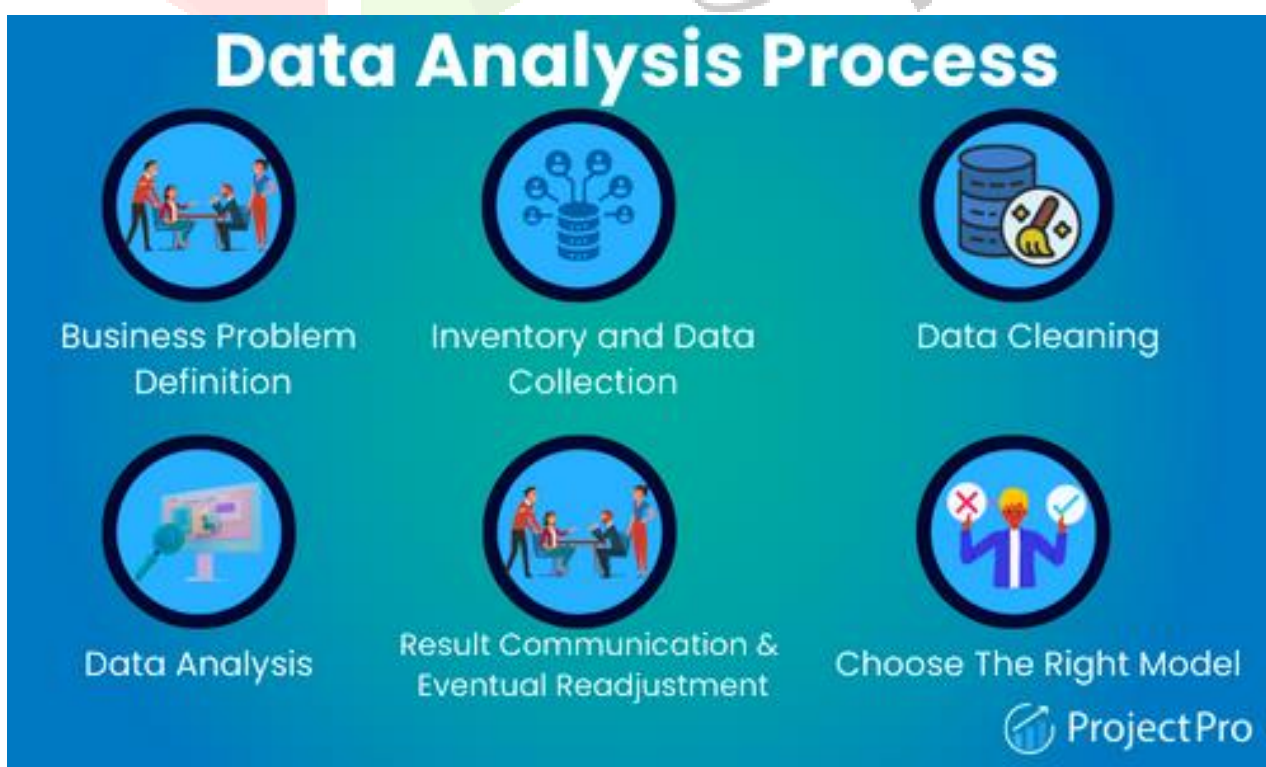 Data Analysis Process
Business Problem
Definition
Inventory and Data
Collection
Data Cleaning
Data Analysis
Result Communication &
Eventual Readjustment
Choose The Right Model
ProjectPro